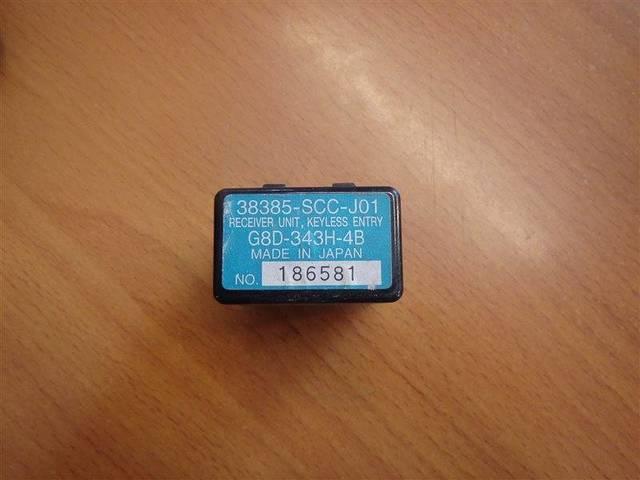 38385-SCC-J01
RECEIVER UNIT, KEYLESS ENTRY
G8D-343H-4B
MADE IN JAPAN
NO. 186581